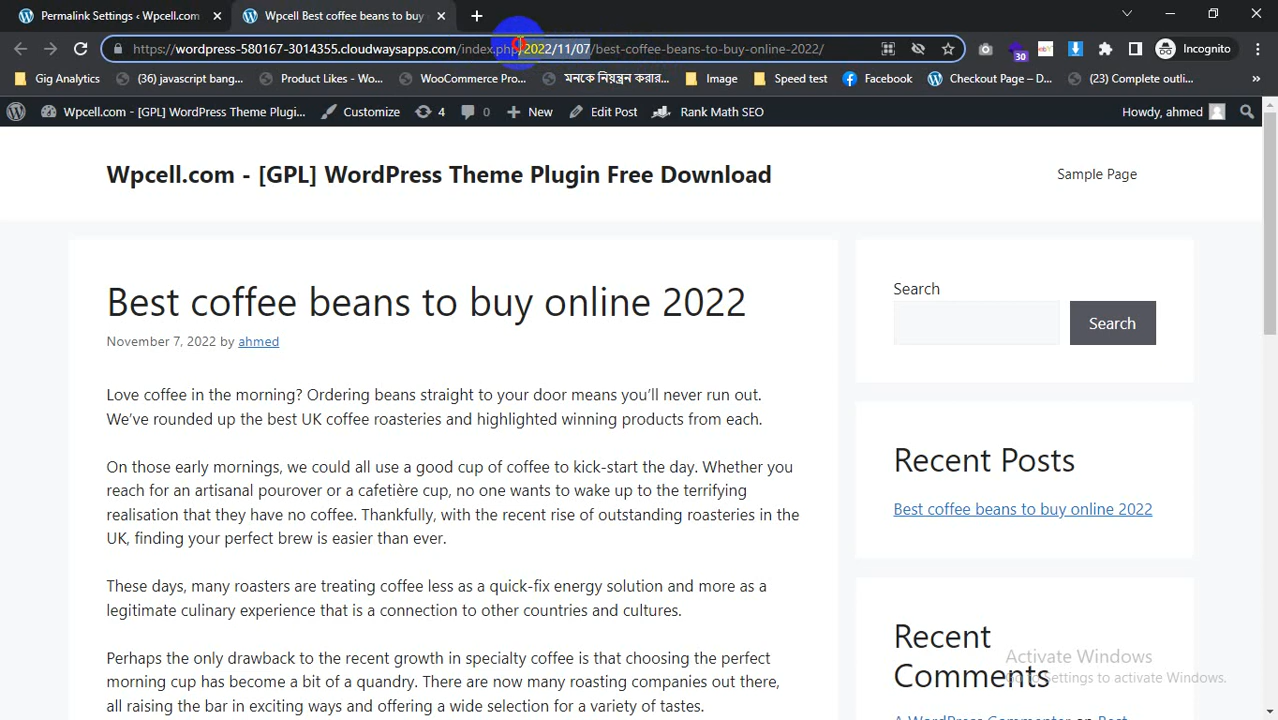 Permalink Settings ‹ Wpcell.com
Wpcell Best coffee beans to buy
https://wordpress-580167-3014355.cloudwaysapps.com/index.php/2022/11/07/best-coffee-beans-to-buy-online-2022/
30
Incognito
Gig Analytics
(36) javascript bang...
Product Likes - Wo...
WooCommerce Pro...
মনকে নিয়ন্ত্রন করার...
Image
Speed test
Facebook
Checkout Page – D...
(23) Complete outli...
»
Wpcell.com - [GPL] WordPress Theme Plugi...
Customize
4
0
New
Edit Post
Rank Math SEO
Howdy, ahmed
Wpcell.com - [GPL] WordPress Theme Plugin Free Download
Sample Page
Best coffee beans to buy online 2022
November 7, 2022 by ahmed
Love coffee in the morning? Ordering beans straight to your door means you’ll never run out.
We’ve rounded up the best UK coffee roasteries and highlighted winning products from each.
On those early mornings, we could all use a good cup of coffee to kick-start the day. Whether you
reach for an artisanal pourover or a cafetière cup, no one wants to wake up to the terrifying
realisation that they have no coffee. Thankfully, with the recent rise of outstanding roasteries in the
UK, finding your perfect brew is easier than ever.
These days, many roasters are treating coffee less as a quick-fix energy solution and more as a
legitimate culinary experience that is a connection to other countries and cultures.
Perhaps the only drawback to the recent growth in specialty coffee is that choosing the perfect
morning cup has become a bit of a quandry. There are now many roasting companies out there,
all raising the bar in exciting ways and offering a wide selection for a variety of tastes.
Search
Search
Recent Posts
Best coffee beans to buy online 2022
Recent
Comments
A WordPress Commenter on Best
Activate Windows
Go to Settings to activate Windows.